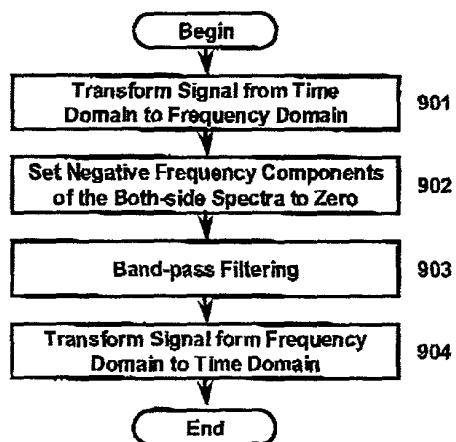 Begin
Transform Signal from Time
Domain to Frequency Domain
901
Set Negative Frequency Components
of the Both-side Spectra to Zero
902
Band-pass Filtering
903
Transform Signal form Frequency
Domain to Time Domain
904
End